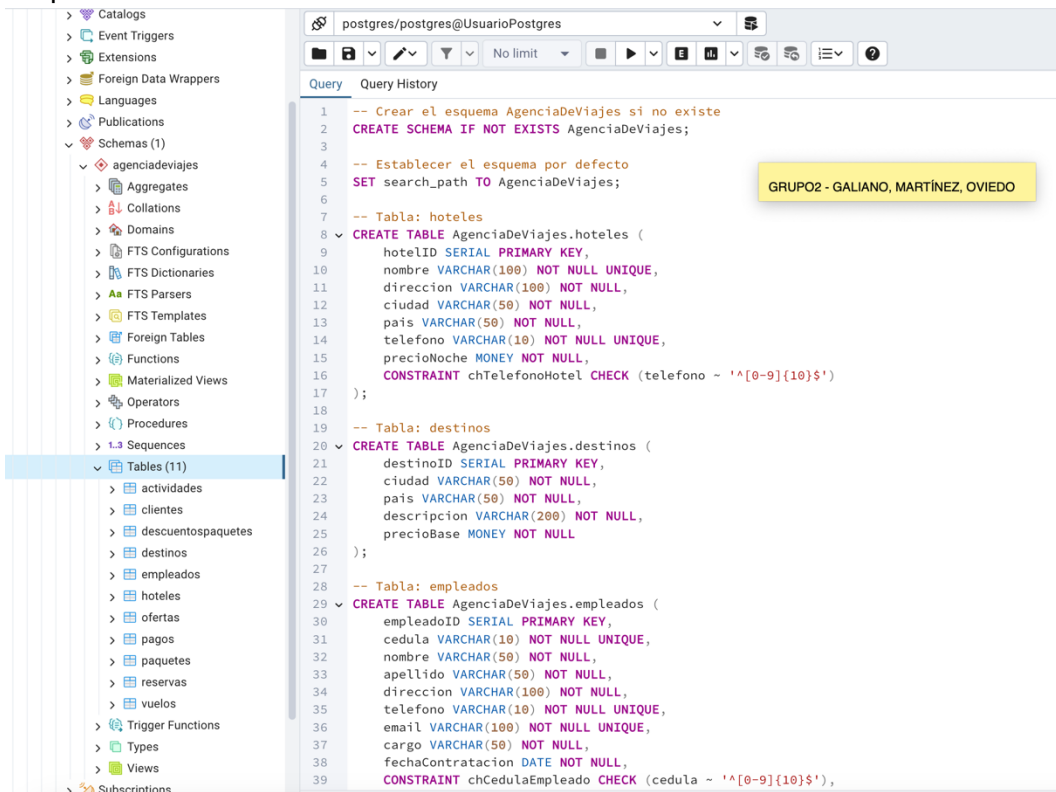 Catalogs
Event Triggers
Extensions
Foreign Data Wrappers
Languages
Publications
Schemas (1)
agenciadeviajes
Aggregates
Collations
Domains
FTS Configurations
FTS Dictionaries
Aa FTS Parsers
FTS Templates
Foreign Tables
Functions
Materialized Views
Operators
Procedures
1..3 Sequences
Tables (11)
actividades
clientes
descuentospaquetes
destinos
empleados
hoteles
ofertas
pagos
paquetes
reservas
vuelos
Trigger Functions
Types
Views
Subscriptions
postgres/postgres@UsuarioPostgres
No limit
Query Query History
1 -- Crear el esquema AgenciaDeViajes si no existe
2 CREATE SCHEMA IF NOT EXISTS AgenciaDeViajes;
3
4 -- Establecer el esquema por defecto
5 SET search_path TO AgenciaDeViajes;
6
7 -- Tabla: hoteles
8 CREATE TABLE AgenciaDeViajes.hoteles (
9 hotelID SERIAL PRIMARY KEY,
10 nombre VARCHAR(100) NOT NULL UNIQUE,
11 direccion VARCHAR(100) NOT NULL,
12 ciudad VARCHAR(50) NOT NULL,
13 pais VARCHAR(50) NOT NULL,
14 telefono VARCHAR(10) NOT NULL UNIQUE,
15 precioNoche MONEY NOT NULL,
16 CONSTRAINT chTelefonoHotel CHECK (telefono ~ '^[0-9]{10}$')
17 );
18
19 -- Tabla: destinos
20 CREATE TABLE AgenciaDeViajes.destinos (
21 destinoID SERIAL PRIMARY KEY,
22 ciudad VARCHAR(50) NOT NULL,
23 pais VARCHAR(50) NOT NULL,
24 descripcion VARCHAR(200) NOT NULL,
25 precioBase MONEY NOT NULL
26 );
27
28 -- Tabla: empleados
29 CREATE TABLE AgenciaDeViajes.empleados (
30 empleadoID SERIAL PRIMARY KEY,
31 cedula VARCHAR(10) NOT NULL UNIQUE,
32 nombre VARCHAR(50) NOT NULL,
33 apellido VARCHAR(50) NOT NULL,
34 direccion VARCHAR(100) NOT NULL,
35 telefono VARCHAR(10) NOT NULL UNIQUE,
36 email VARCHAR(100) NOT NULL UNIQUE,
37 cargo VARCHAR(50) NOT NULL,
38 fechaContratacion DATE NOT NULL,
39 CONSTRAINT chCedulaEmpleado CHECK (cedula ~ '^[0-9]{10}$'),
GRUPO2 - GALIANO, MARTÍNEZ, OVIEDO